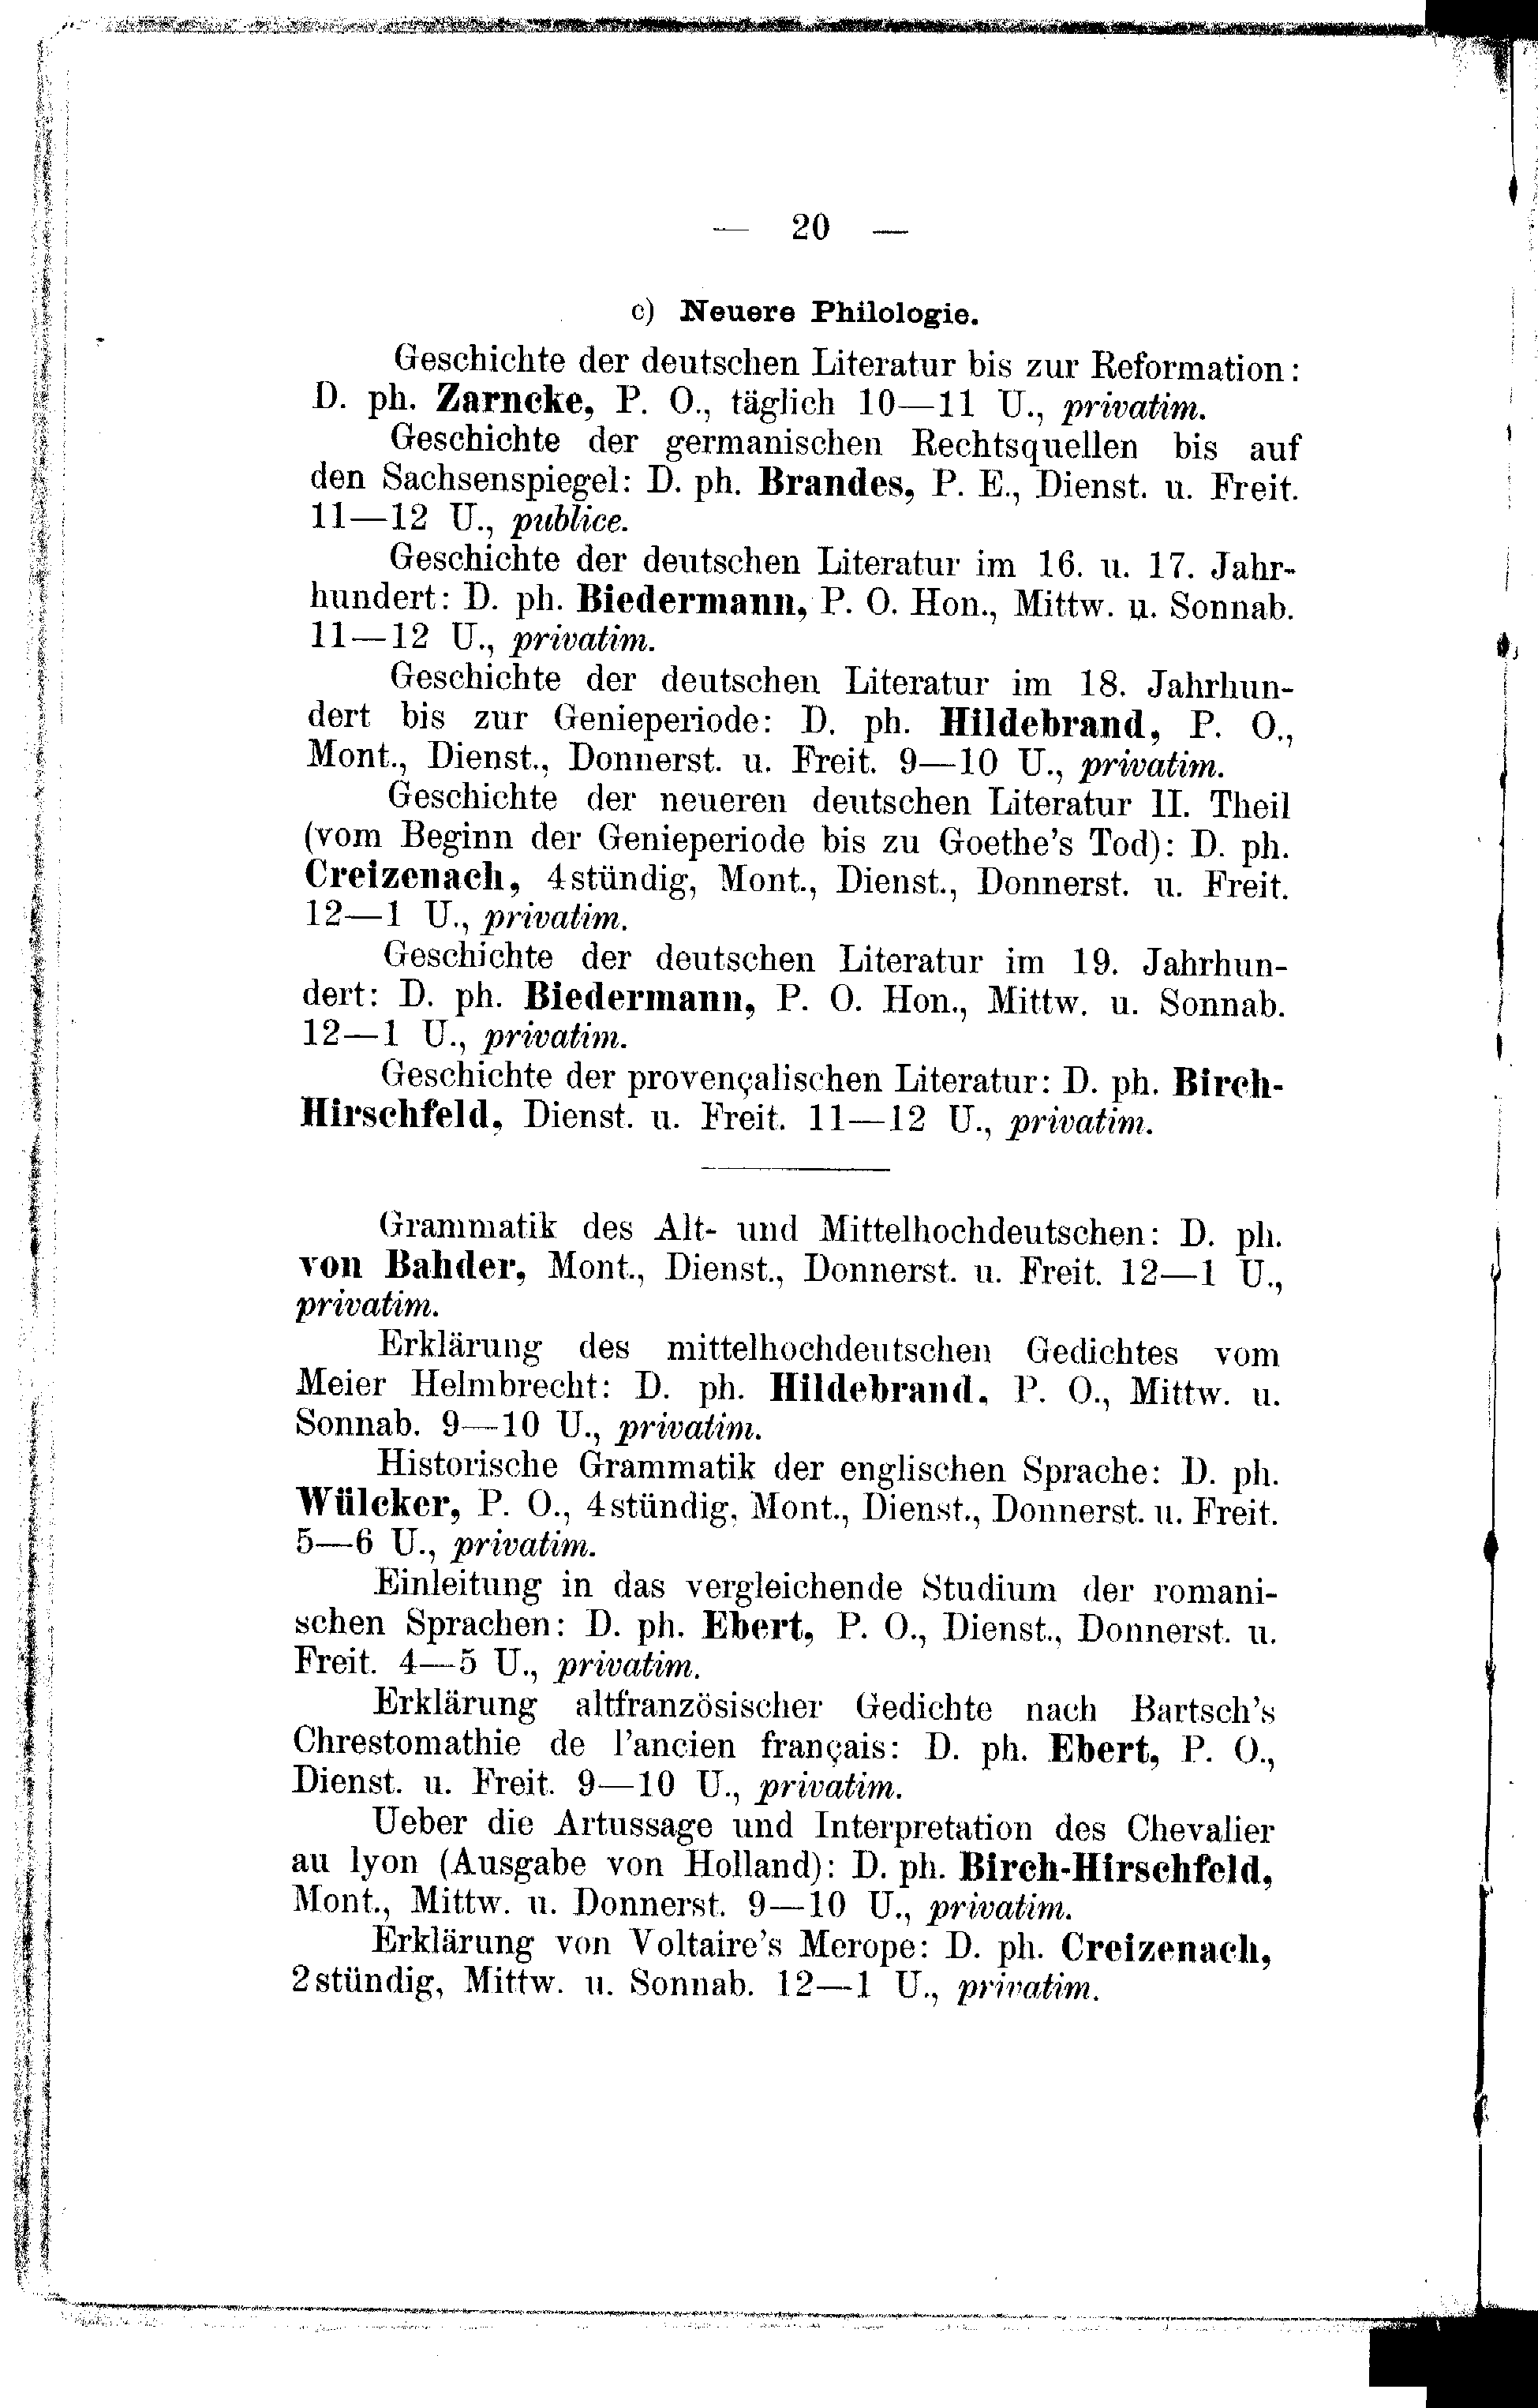 — 20 —
c) Neuere Philologie.
Geschichte der deutschen Literatur bis zur Reformation:
D. ph. Zarncke, P. O., täglich 10—11 U., privatim.
Geschichte der germanischen Rechtsquellen bis auf
den Sachsenspiegel: D. ph. Brandes, P. E., Dienst. u. Freit.
11—12 U., publice.
Geschichte der deutschen Literatur im 16. u. 17. Jahr-
hundert: D. ph. Biedermann, P. O. Hon., Mittw. u. Sonnab.
11—12 U., privatim.
Geschichte der deutschen Literatur im 18. Jahrhun-
dert bis zur Genieperiode: D. ph. Hildebrand, P. O.,
Mont., Dienst., Donnerst. u. Freit. 9—10 U., privatim.
Geschichte der neueren deutschen Literatur II. Theil
(vom Beginn der Genieperiode bis zu Goethe's Tod): D. ph.
Creizenach, 4stündig, Mont., Dienst., Donnerst. u. Freit.
12—1 U., privatim.
Geschichte der deutschen Literatur im 19. Jahrhun-
dert: D. ph. Biedermann, P. O. Hon., Mittw. u. Sonnab.
12—1 U., privatim.
Geschichte der provençalischen Literatur: D. ph. Birch-
Hirschfeld, Dienst. u. Freit. 11—12 U., privatim.
Grammatik des Alt- und Mittelhochdeutschen: D. ph.
von Bahder, Mont., Dienst., Donnerst. u. Freit. 12—1 U.,
privatim.
Erklärung des mittelhochdeutschen Gedichtes vom
Meier Helmbrecht: D. ph. Hildebrand, P. O., Mittw. u.
Sonnab. 9—10 U., privatim.
Historische Grammatik der englischen Sprache: D. ph.
Wülcker, P. O., 4stündig, Mont., Dienst., Donnerst. u. Freit.
5—6 U., privatim.
Einleitung in das vergleichende Studium der romani-
schen Sprachen: D. ph. Ebert, P. O., Dienst., Donnerst. u.
Freit. 4—5 U., privatim.
Erklärung altfranzösischer Gedichte nach Bartsch's
Chrestomathie de l'ancien français: D. ph. Ebert, P. O.,
Dienst. u. Freit. 9—10 U., privatim.
Ueber die Artussage und Interpretation des Chevalier
au lyon (Ausgabe von Holland): D. ph. Birch-Hirschfeld,
Mont., Mittw. u. Donnerst. 9—10 U., privatim.
Erklärung von Voltaire's Merope: D. ph. Creizenach,
2stündig, Mittw. u. Sonnab. 12—1 U., privatim.